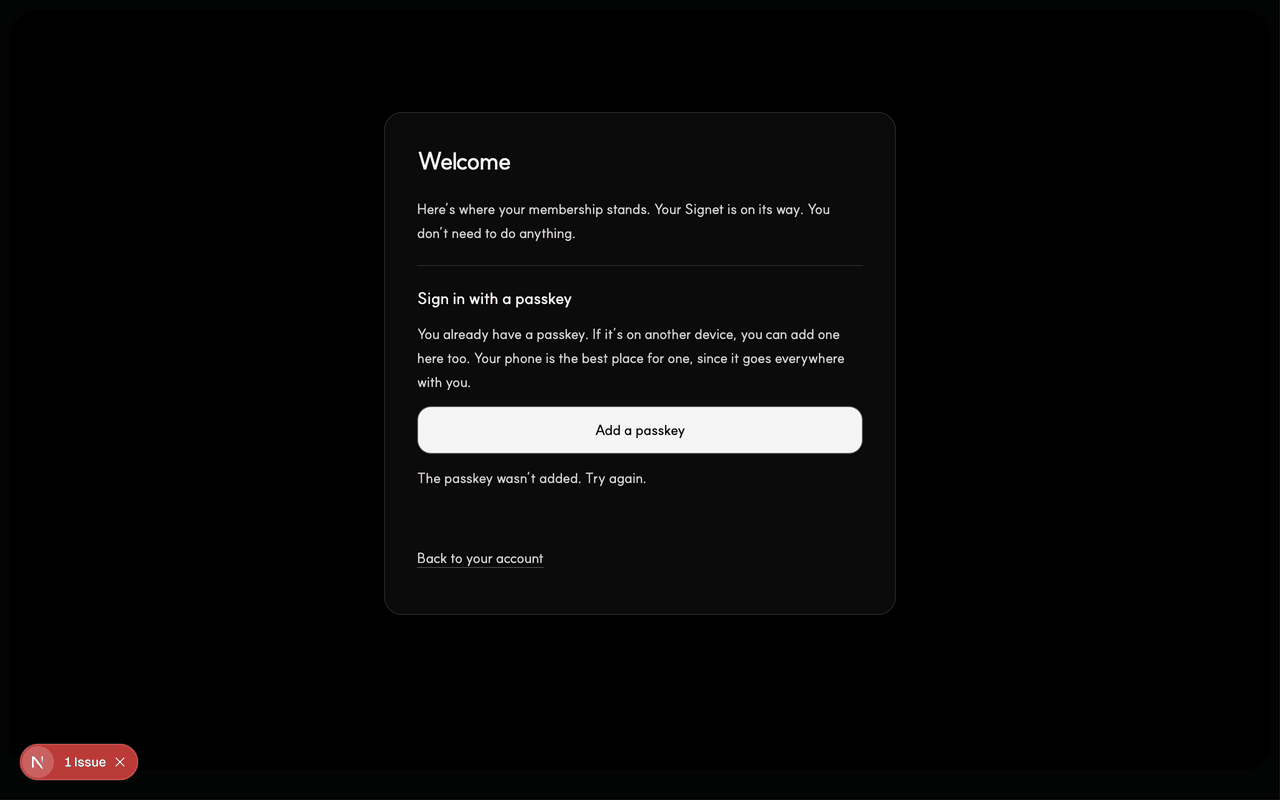 Welcome
Here's where your membership stands. Your Signet is on its way. You
don't need to do anything.
Sign in with a passkey
You already have a passkey. If it's on another device, you can add one
here too. Your phone is the best place for one, since it goes everywhere
with you.
Add a passkey
The passkey wasn't added. Try again.
Back to your account
N 1 Issue